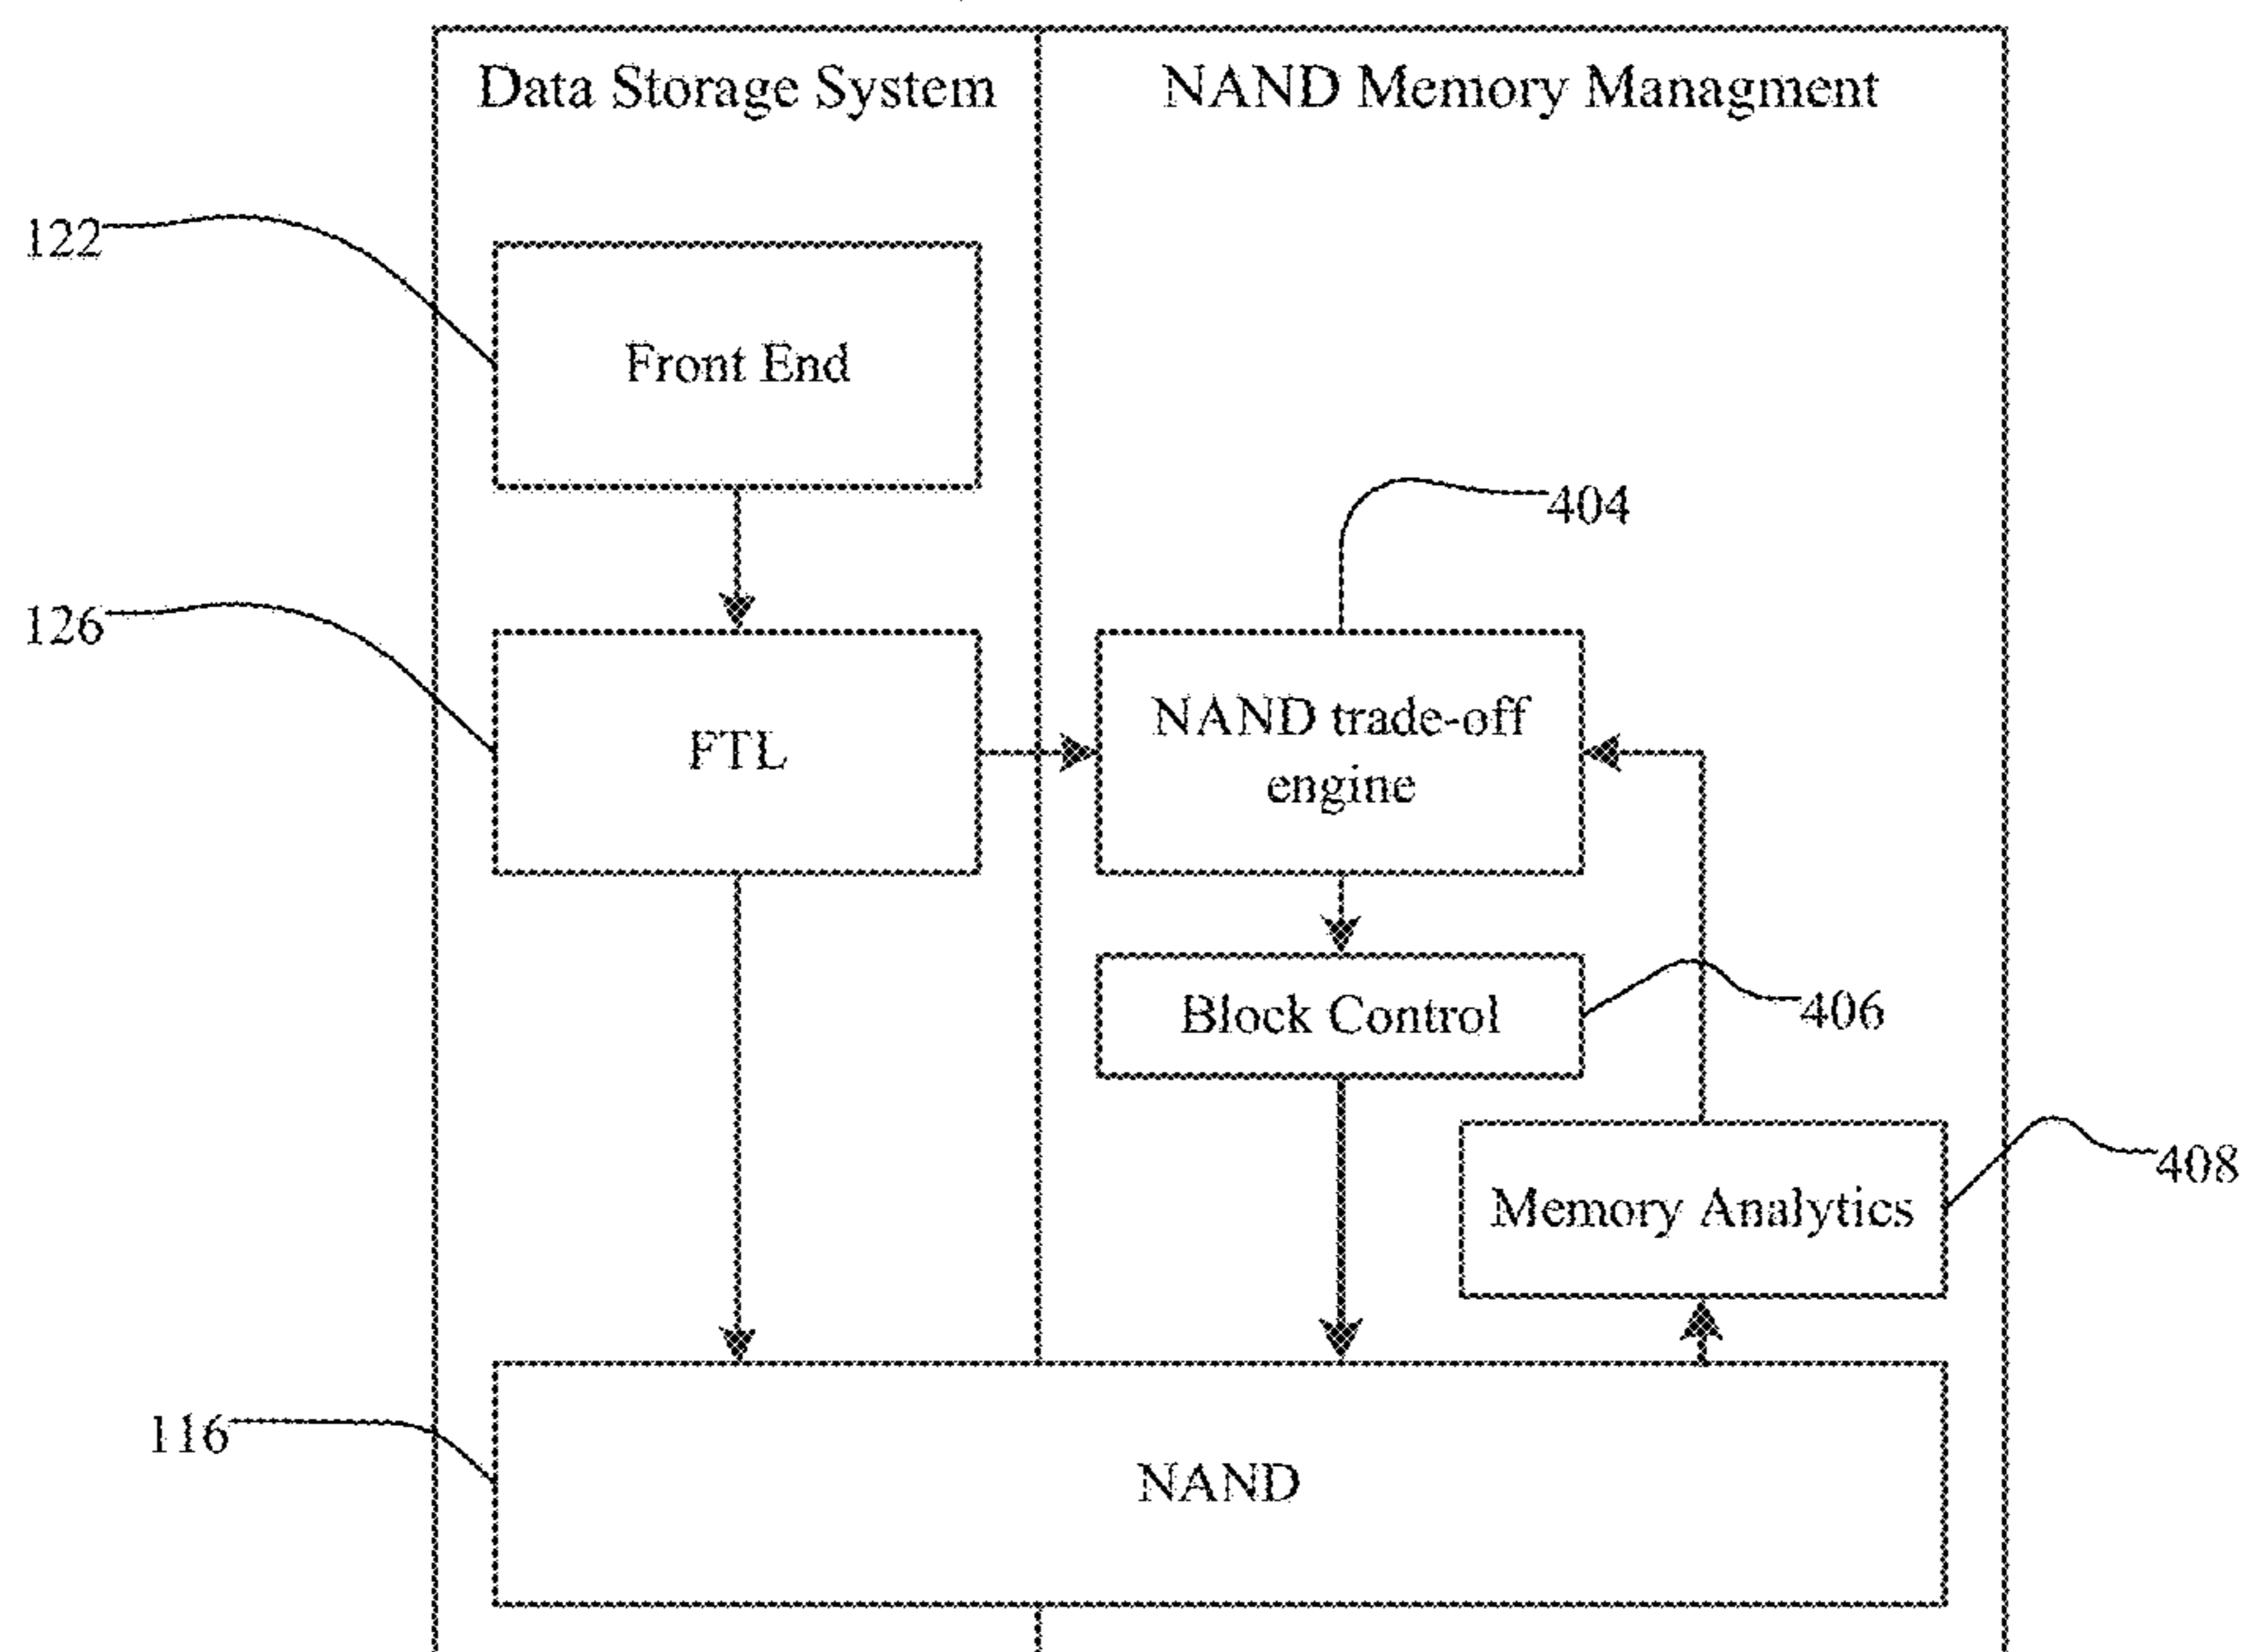 Data Storage System
NAND Memory Managment
122
Front End
404
126
FTL
NAND trade-off
engine
Block Control
406
Memory Analytics
408
116
NAND